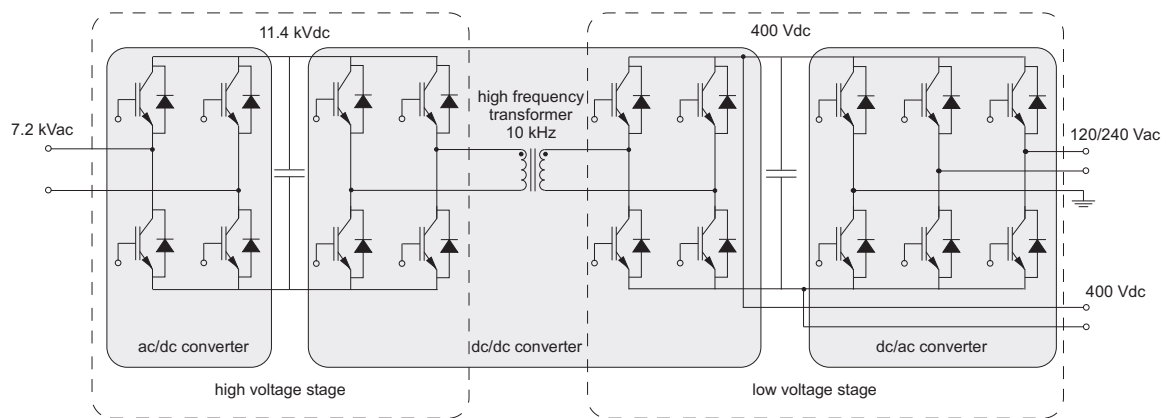 11.4 kVdc
400 Vdc
high frequency
transformer
10 kHz
7.2 kVac
120/240 Vac
400 Vdc
ac/dc converter
dc/dc converter
dc/ac converter
high voltage stage
low voltage stage